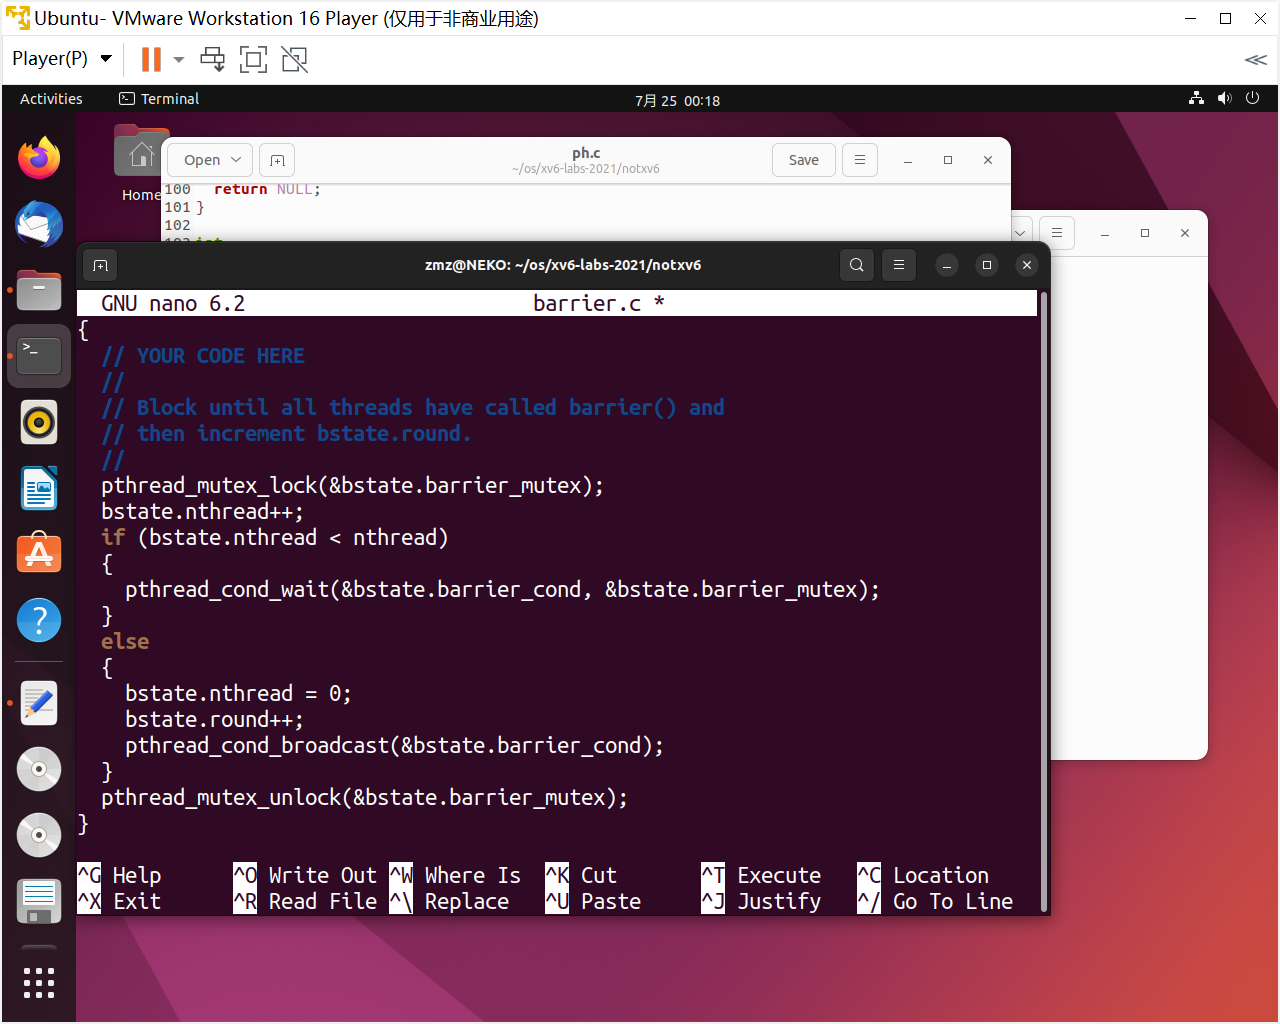 Ubuntu- VMware Workstation 16 Player (仅用于非商业用途)
Player(P)
Activities
Terminal
7月 25 00:18
Home
Open
ph.c
~/os/xv6-labs-2021/notxv6
Save
100   return NULL;
101 }
102
zmz@NEKO: ~/os/xv6-labs-2021/notxv6
GNU nano 6.2 barrier.c *
{
  // YOUR CODE HERE
  //
  // Block until all threads have called barrier() and
  // then increment bstate.round.
  //
  pthread_mutex_lock(&bstate.barrier_mutex);
  bstate.nthread++;
  if (bstate.nthread < nthread)
  {
    pthread_cond_wait(&bstate.barrier_cond, &bstate.barrier_mutex);
  }
  else
  {
    bstate.nthread = 0;
    bstate.round++;
    pthread_cond_broadcast(&bstate.barrier_cond);
  }
  pthread_mutex_unlock(&bstate.barrier_mutex);
}
^G Help ^O Write Out ^W Where Is ^K Cut ^T Execute ^C Location
^X Exit ^R Read File ^\ Replace ^U Paste ^J Justify ^/ Go To Line